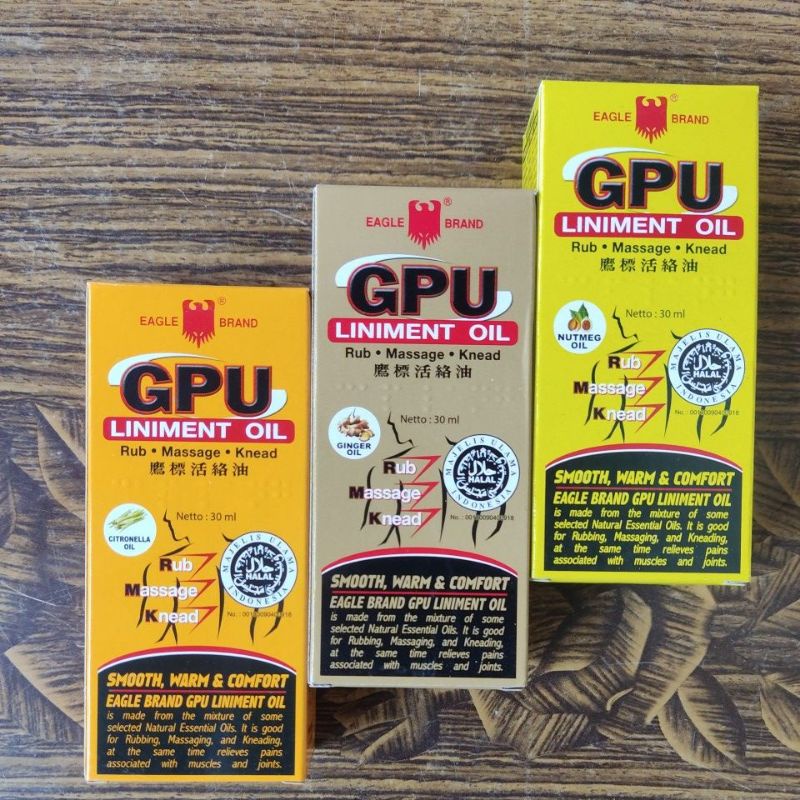 EAGLE BRAND
®
GPU
LINIMENT OIL
Rub • Massage • Knead
鷹標活絡油
CITRONELLA
OIL
Netto : 30 ml
Rub
Massage
Knead
MAJELIS ULAMA
حلال
HALAL
INDONESIA
SMOOTH, WARM & COMFORT
EAGLE BRAND GPU LINIMENT OIL
is made from the mixture of some
selected Natural Essential Oils. It is good
for Rubbing, Massaging, and Kneading,
at the same time relieves pains
associated with muscles and joints.
EAGLE BRAND
®
GPU
LINIMENT OIL
Rub • Massage • Knead
鷹標活絡油
GINGER
OIL
Netto : 30 ml
Rub
Massage
Knead
MAJELIS ULAMA
حلال
HALAL
INDONESIA
SMOOTH, WARM & COMFORT
EAGLE BRAND GPU LINIMENT OIL
is made from the mixture of some
selected Natural Essential Oils. It is good
for Rubbing, Massaging, and Kneading,
at the same time relieves pains
associated with muscles and joints.
EAGLE BRAND
®
GPU
LINIMENT OIL
Rub • Massage • Knead
鷹標活絡油
NUTMEG
OIL
Netto : 30 ml
Rub
Massage
Knead
MAJELIS ULAMA
حلال
HALAL
INDONESIA
SMOOTH, WARM & COMFORT
EAGLE BRAND GPU LINIMENT OIL
is made from the mixture of some
selected Natural Essential Oils. It is good
for Rubbing, Massaging, and Kneading,
at the same time relieves pains
associated with muscles and joints.